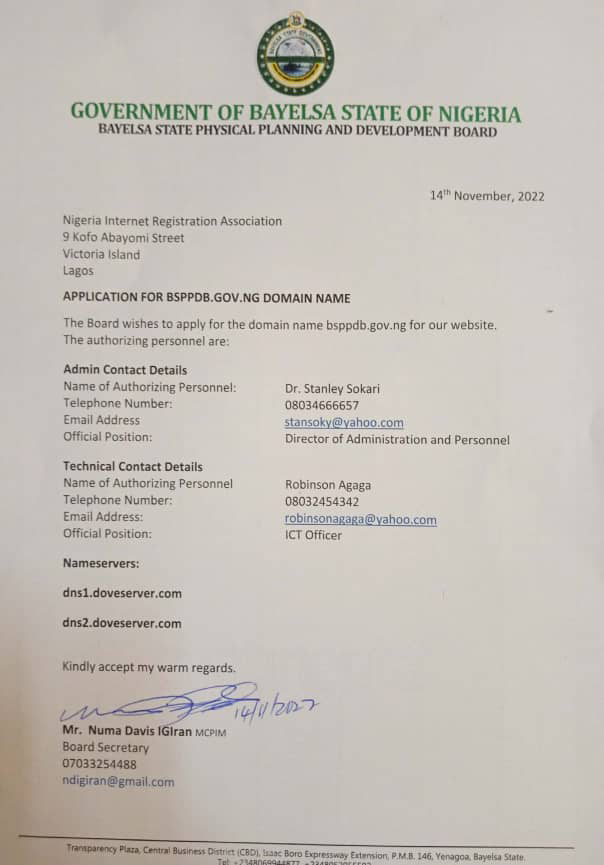 BAYELSA STATE GOVERNMENT
GOVERNMENT OF BAYELSA STATE OF NIGERIA
BAYELSA STATE PHYSICAL PLANNING AND DEVELOPMENT BOARD
14th November, 2022
Nigeria Internet Registration Association
9 Kofo Abayomi Street
Victoria Island
Lagos
APPLICATION FOR BSPPDB.GOV.NG DOMAIN NAME
The Board wishes to apply for the domain name bsppdb.gov.ng for our website.
The authorizing personnel are:
Admin Contact Details
Name of Authorizing Personnel: Dr. Stanley Sokari
Telephone Number: 08034666657
Email Address stansoky@yahoo.com
Official Position: Director of Administration and Personnel
Technical Contact Details
Name of Authorizing Personnel Robinson Agaga
Telephone Number: 08032454342
Email Address: robinsonagaga@yahoo.com
Official Position: ICT Officer
Nameservers:
dns1.doveserver.com
dns2.doveserver.com
Kindly accept my warm regards.
14/11/2022
Mr. Numa Davis IGIran MCPIM
Board Secretary
07033254488
ndigiran@gmail.com
Transparency Plaza, Central Business District (CBD), Isaac Boro Expressway Extension, P.M.B. 146, Yenagoa, Bayelsa State.
Tel: +2348069944877,